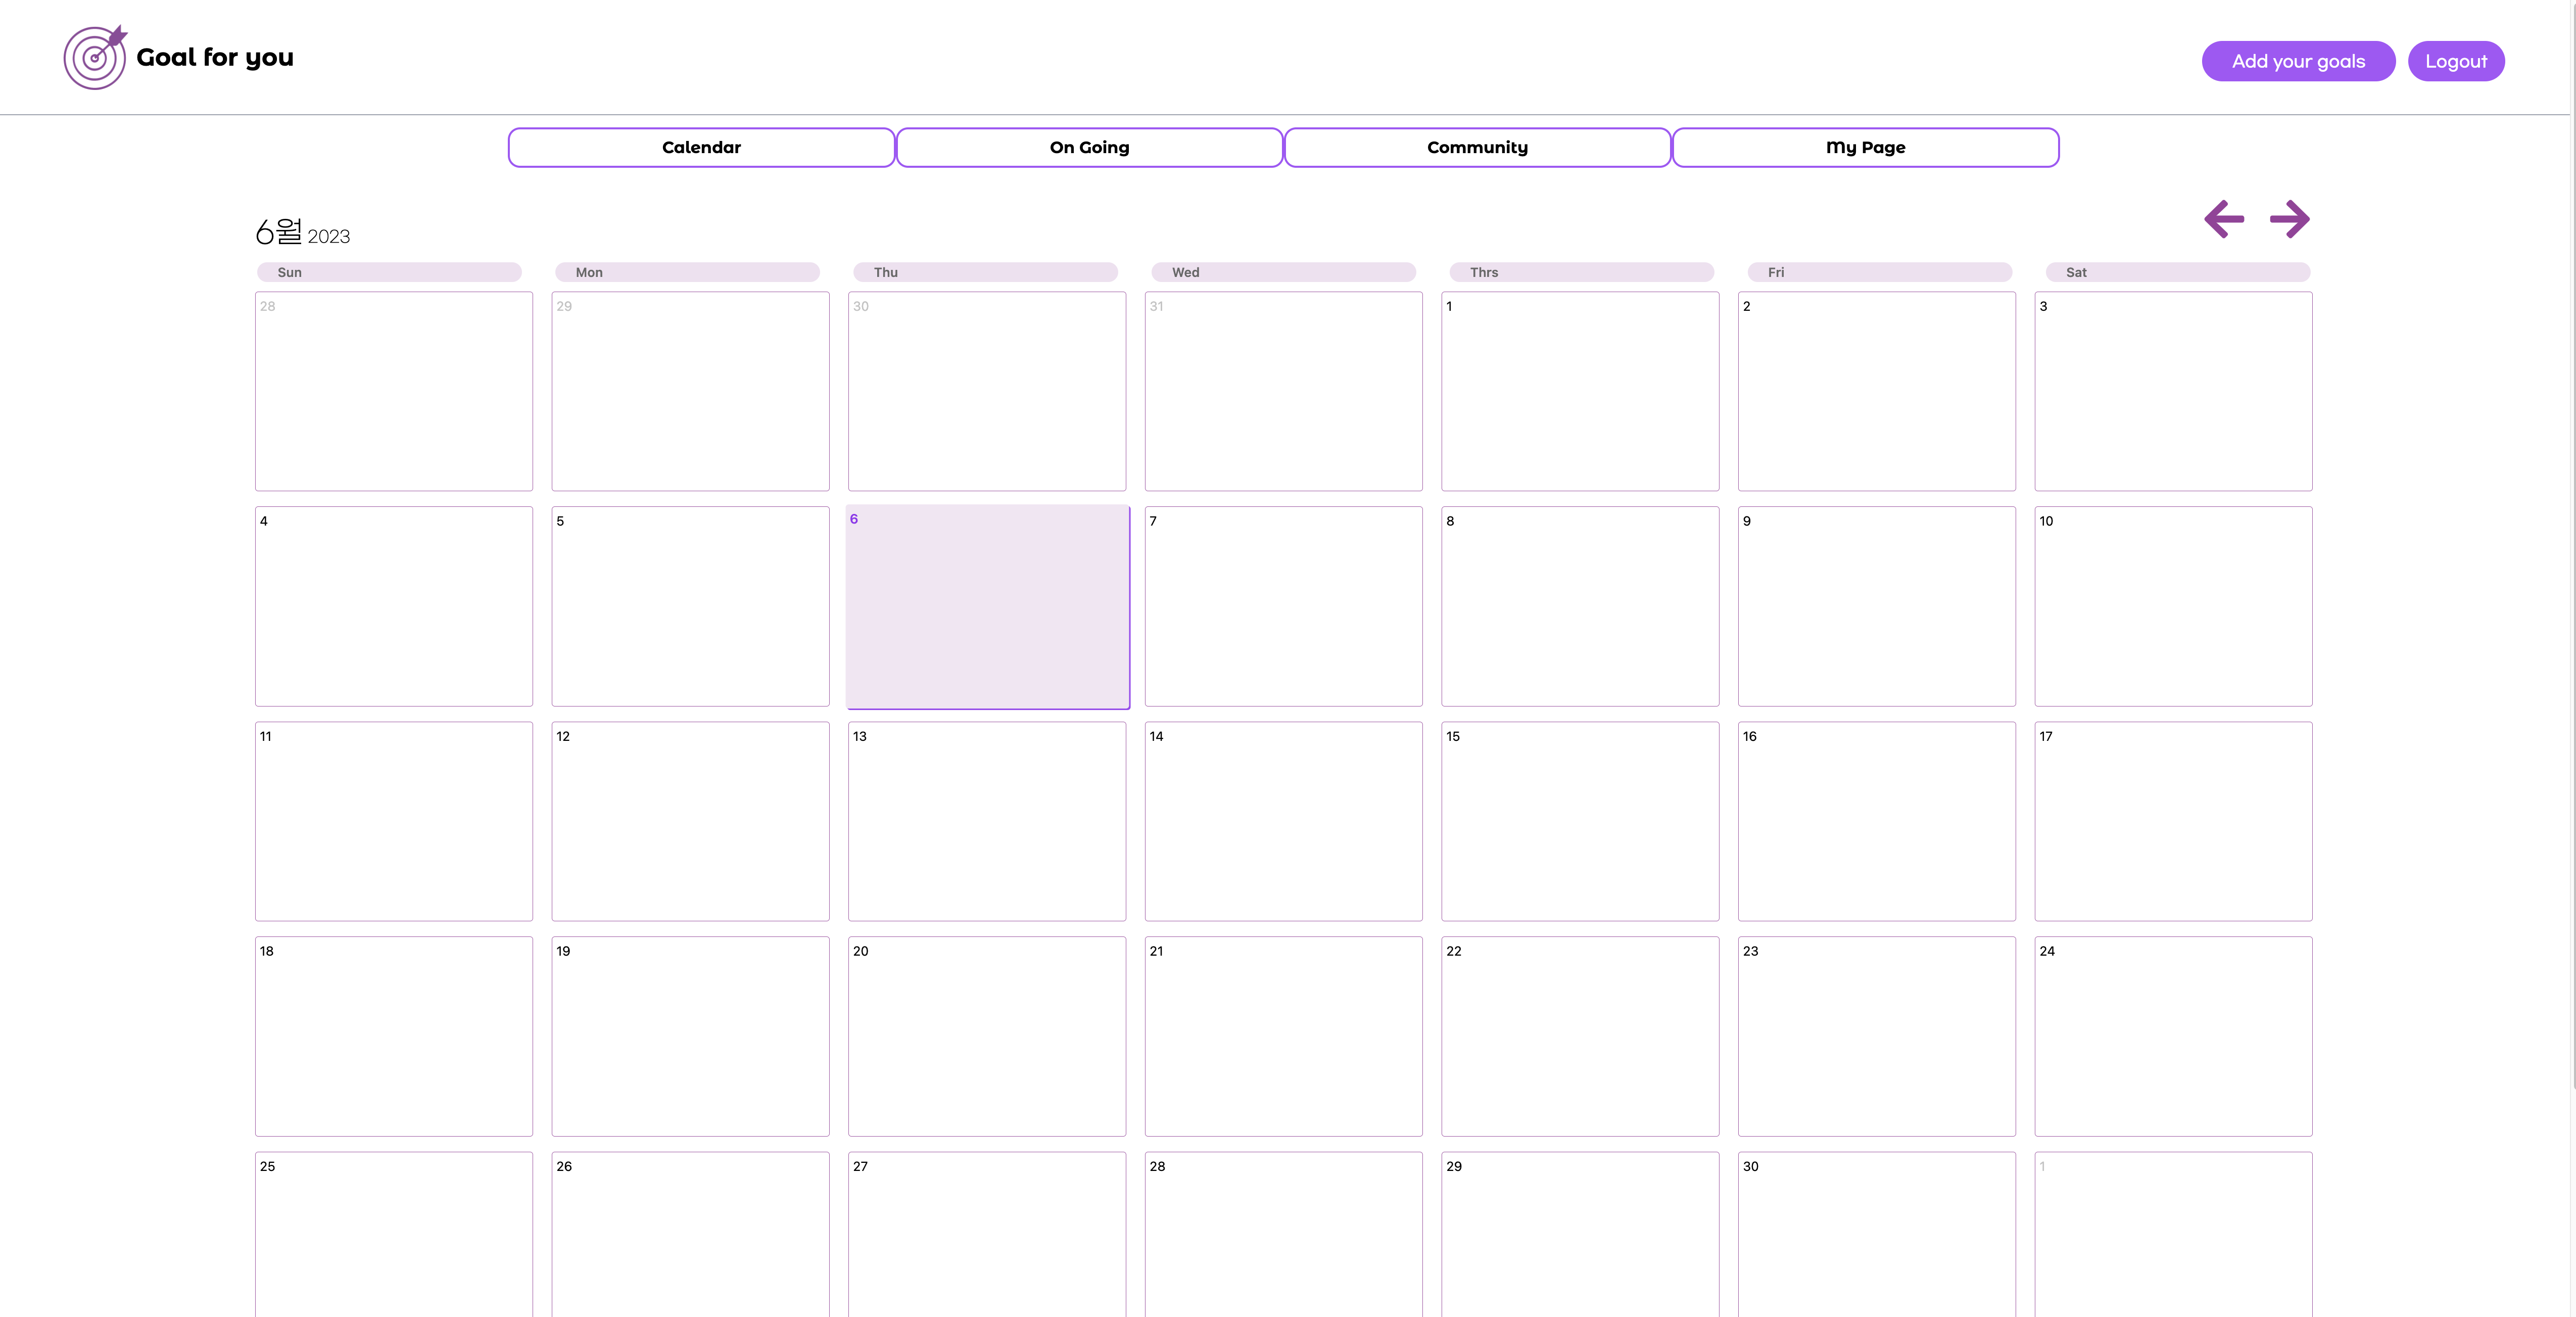 Goal for you
Add your goals Logout
Calendar On Going Community My Page
6월 2023
Sun Mon Thu Wed Thrs Fri Sat
28 29 30 31 1 2 3
4 5 6 7 8 9 10
11 12 13 14 15 16 17
18 19 20 21 22 23 24
25 26 27 28 29 30 1